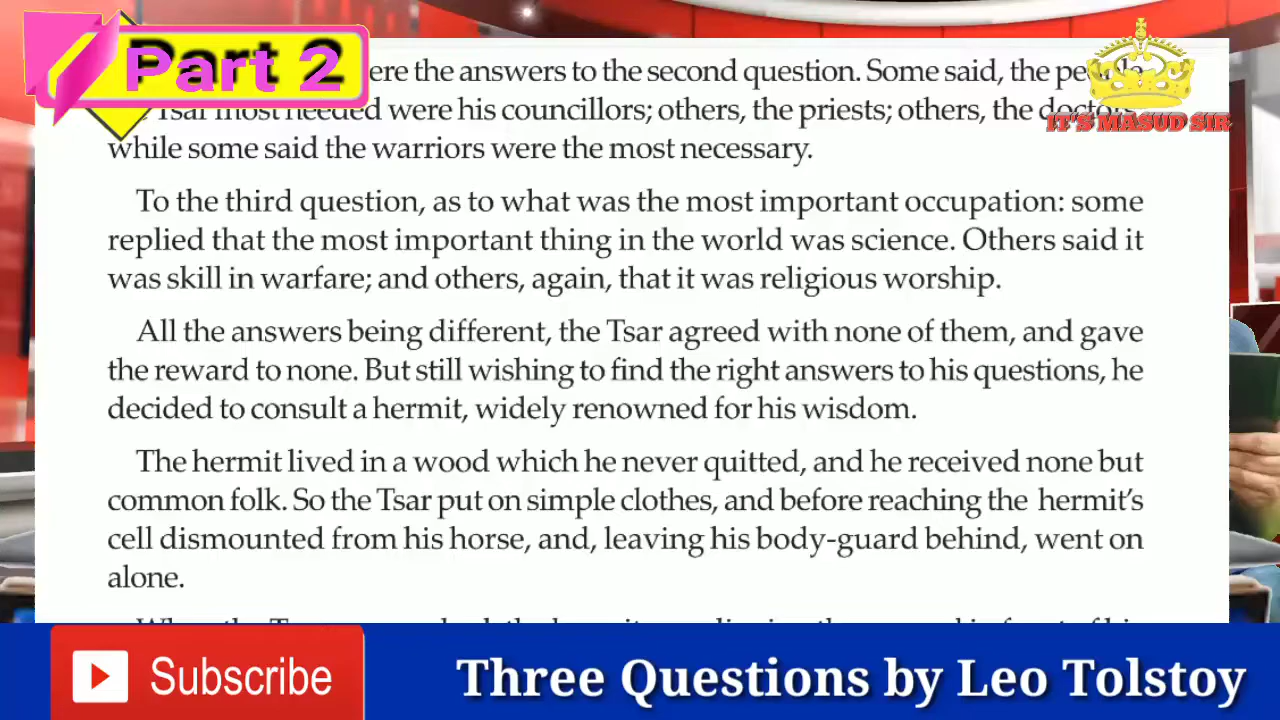 Part 2
ere the answers to the second question. Some said, the people
Tsar most needed were his councillors; others, the priests; others, the doctors
while some said the warriors were the most necessary.
IT'S MASUD SIR
To the third question, as to what was the most important occupation: some
replied that the most important thing in the world was science. Others said it
was skill in warfare; and others, again, that it was religious worship.
All the answers being different, the Tsar agreed with none of them, and gave
the reward to none. But still wishing to find the right answers to his questions, he
decided to consult a hermit, widely renowned for his wisdom.
The hermit lived in a wood which he never quitted, and he received none but
common folk. So the Tsar put on simple clothes, and before reaching the hermit's
cell dismounted from his horse, and, leaving his body-guard behind, went on
alone.
Subscribe
Three Questions by Leo Tolstoy